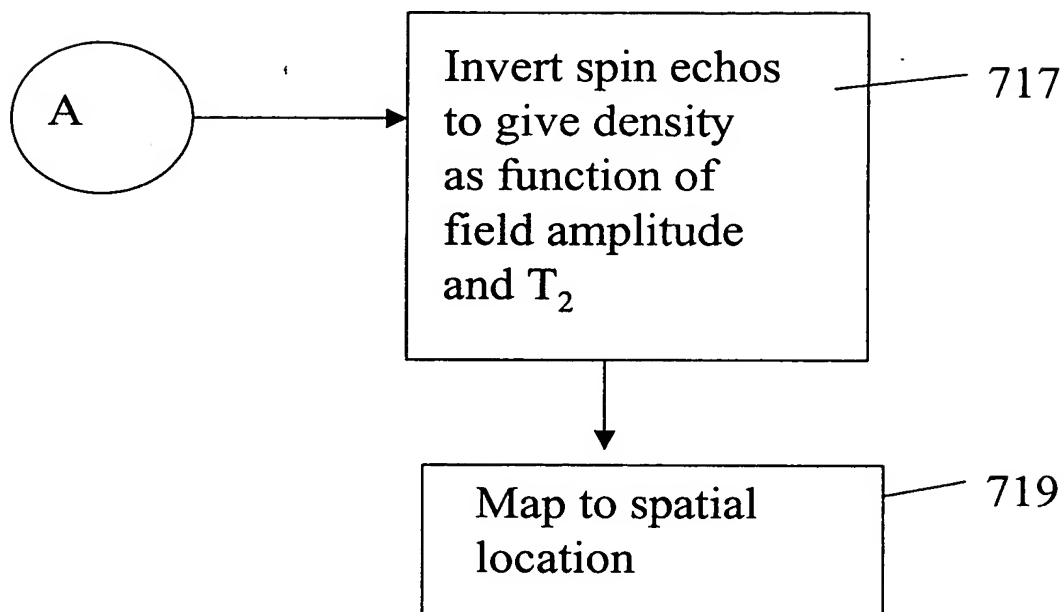 A
Invert spin echos
to give density
as function of
field amplitude
and T₂
717
Map to spatial
location
719